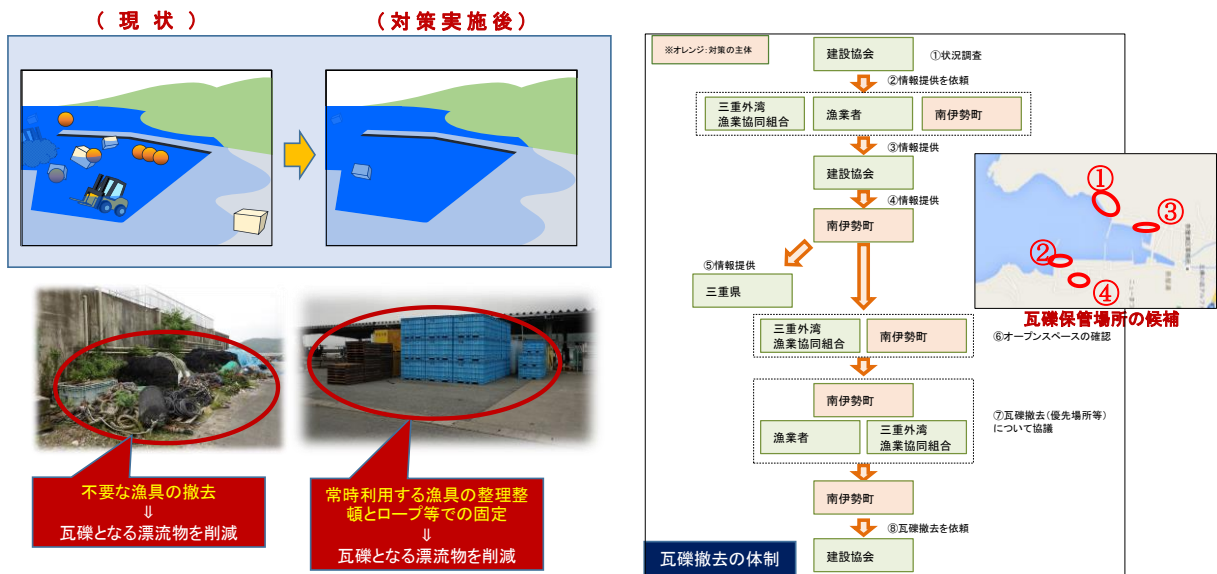 （ 現 状 ）
（対策実施後）
不要な漁具の撤去
⇓
瓦礫となる漂流物を削減
常時利用する漁具の整理整
頓とロープ等での固定
⇓
瓦礫となる漂流物を削減
※オレンジ：対策の主体
建設協会
①状況調査
②情報提供を依頼
三重外湾
漁業協同組合
漁業者
南伊勢町
③情報提供
建設協会
④情報提供
南伊勢町
⑤情報提供
三重県
三重外湾
漁業協同組合
南伊勢町
⑥オープンスペースの確認
南伊勢町
漁業者
三重外湾
漁業協同組合
⑦瓦礫撤去（優先場所等）
について協議
南伊勢町
⑧瓦礫撤去を依頼
建設協会
瓦礫撤去の体制
①
③
②
④
瓦礫保管場所の候補